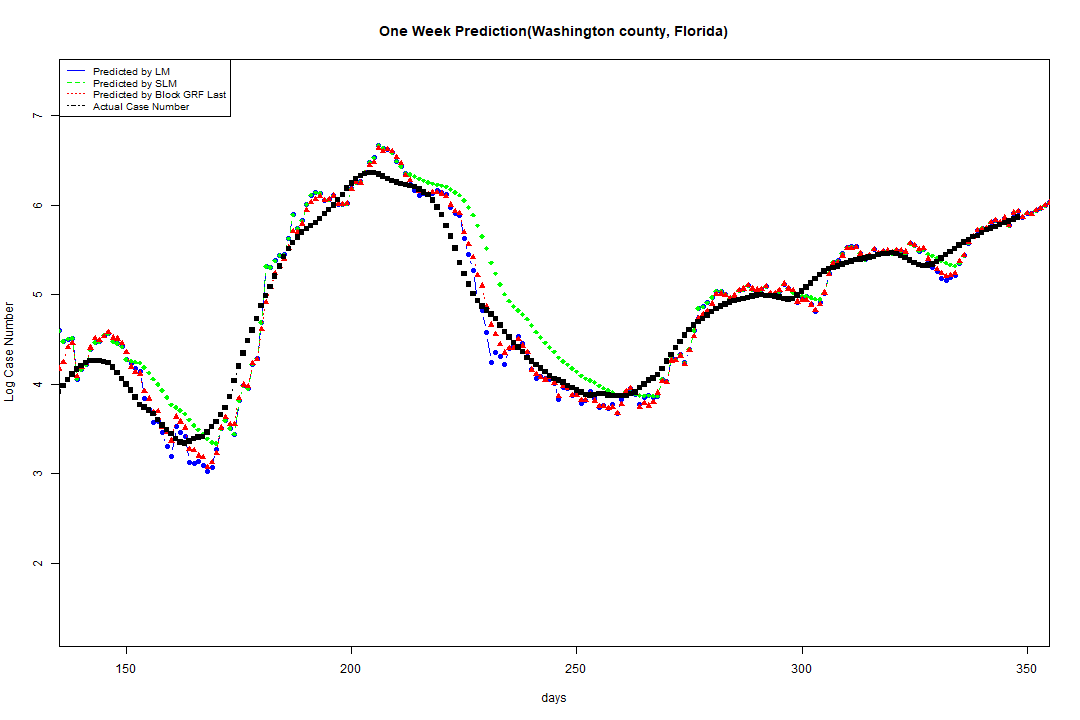 One Week Prediction(Washington county, Florida)
Predicted by LM
Predicted by SLM
Predicted by Block GRF Last
Actual Case Number
7
6
5
4
3
2
Log Case Number
150
200
250
300
350
days